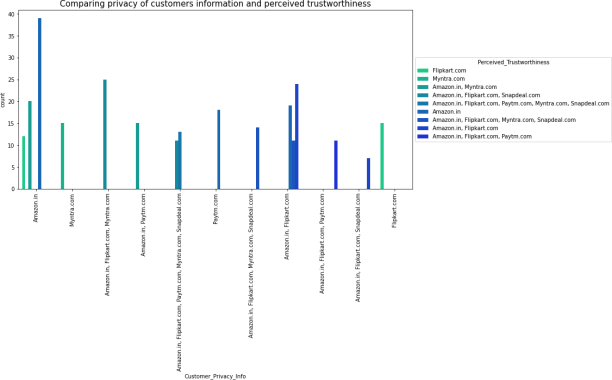 Comparing privacy of customers information and perceived trustworthiness
40
35
30
25
20
15
10
5
0
count
Amazon.in
Myntra.com
Amazon.in, Flipkart.com, Myntra.com
Amazon.in, Paytm.com
Amazon.in, Flipkart.com, Paytm.com, Myntra.com, Snapdeal.com
Paytm.com
Amazon.in, Flipkart.com, Myntra.com, Snapdeal.com
Amazon.in, Flipkart.com
Amazon.in, Flipkart.com, Paytm.com
Amazon.in, Flipkart.com, Snapdeal.com
Flipkart.com
Customer_Privacy_Info
Perceived_Trustworthiness
Flipkart.com
Myntra.com
Amazon.in, Myntra.com
Amazon.in, Flipkart.com, Snapdeal.com
Amazon.in, Flipkart.com, Paytm.com, Myntra.com, Snapdeal.com
Amazon.in
Amazon.in, Flipkart.com, Myntra.com, Snapdeal.com
Amazon.in, Flipkart.com
Amazon.in, Flipkart.com, Paytm.com